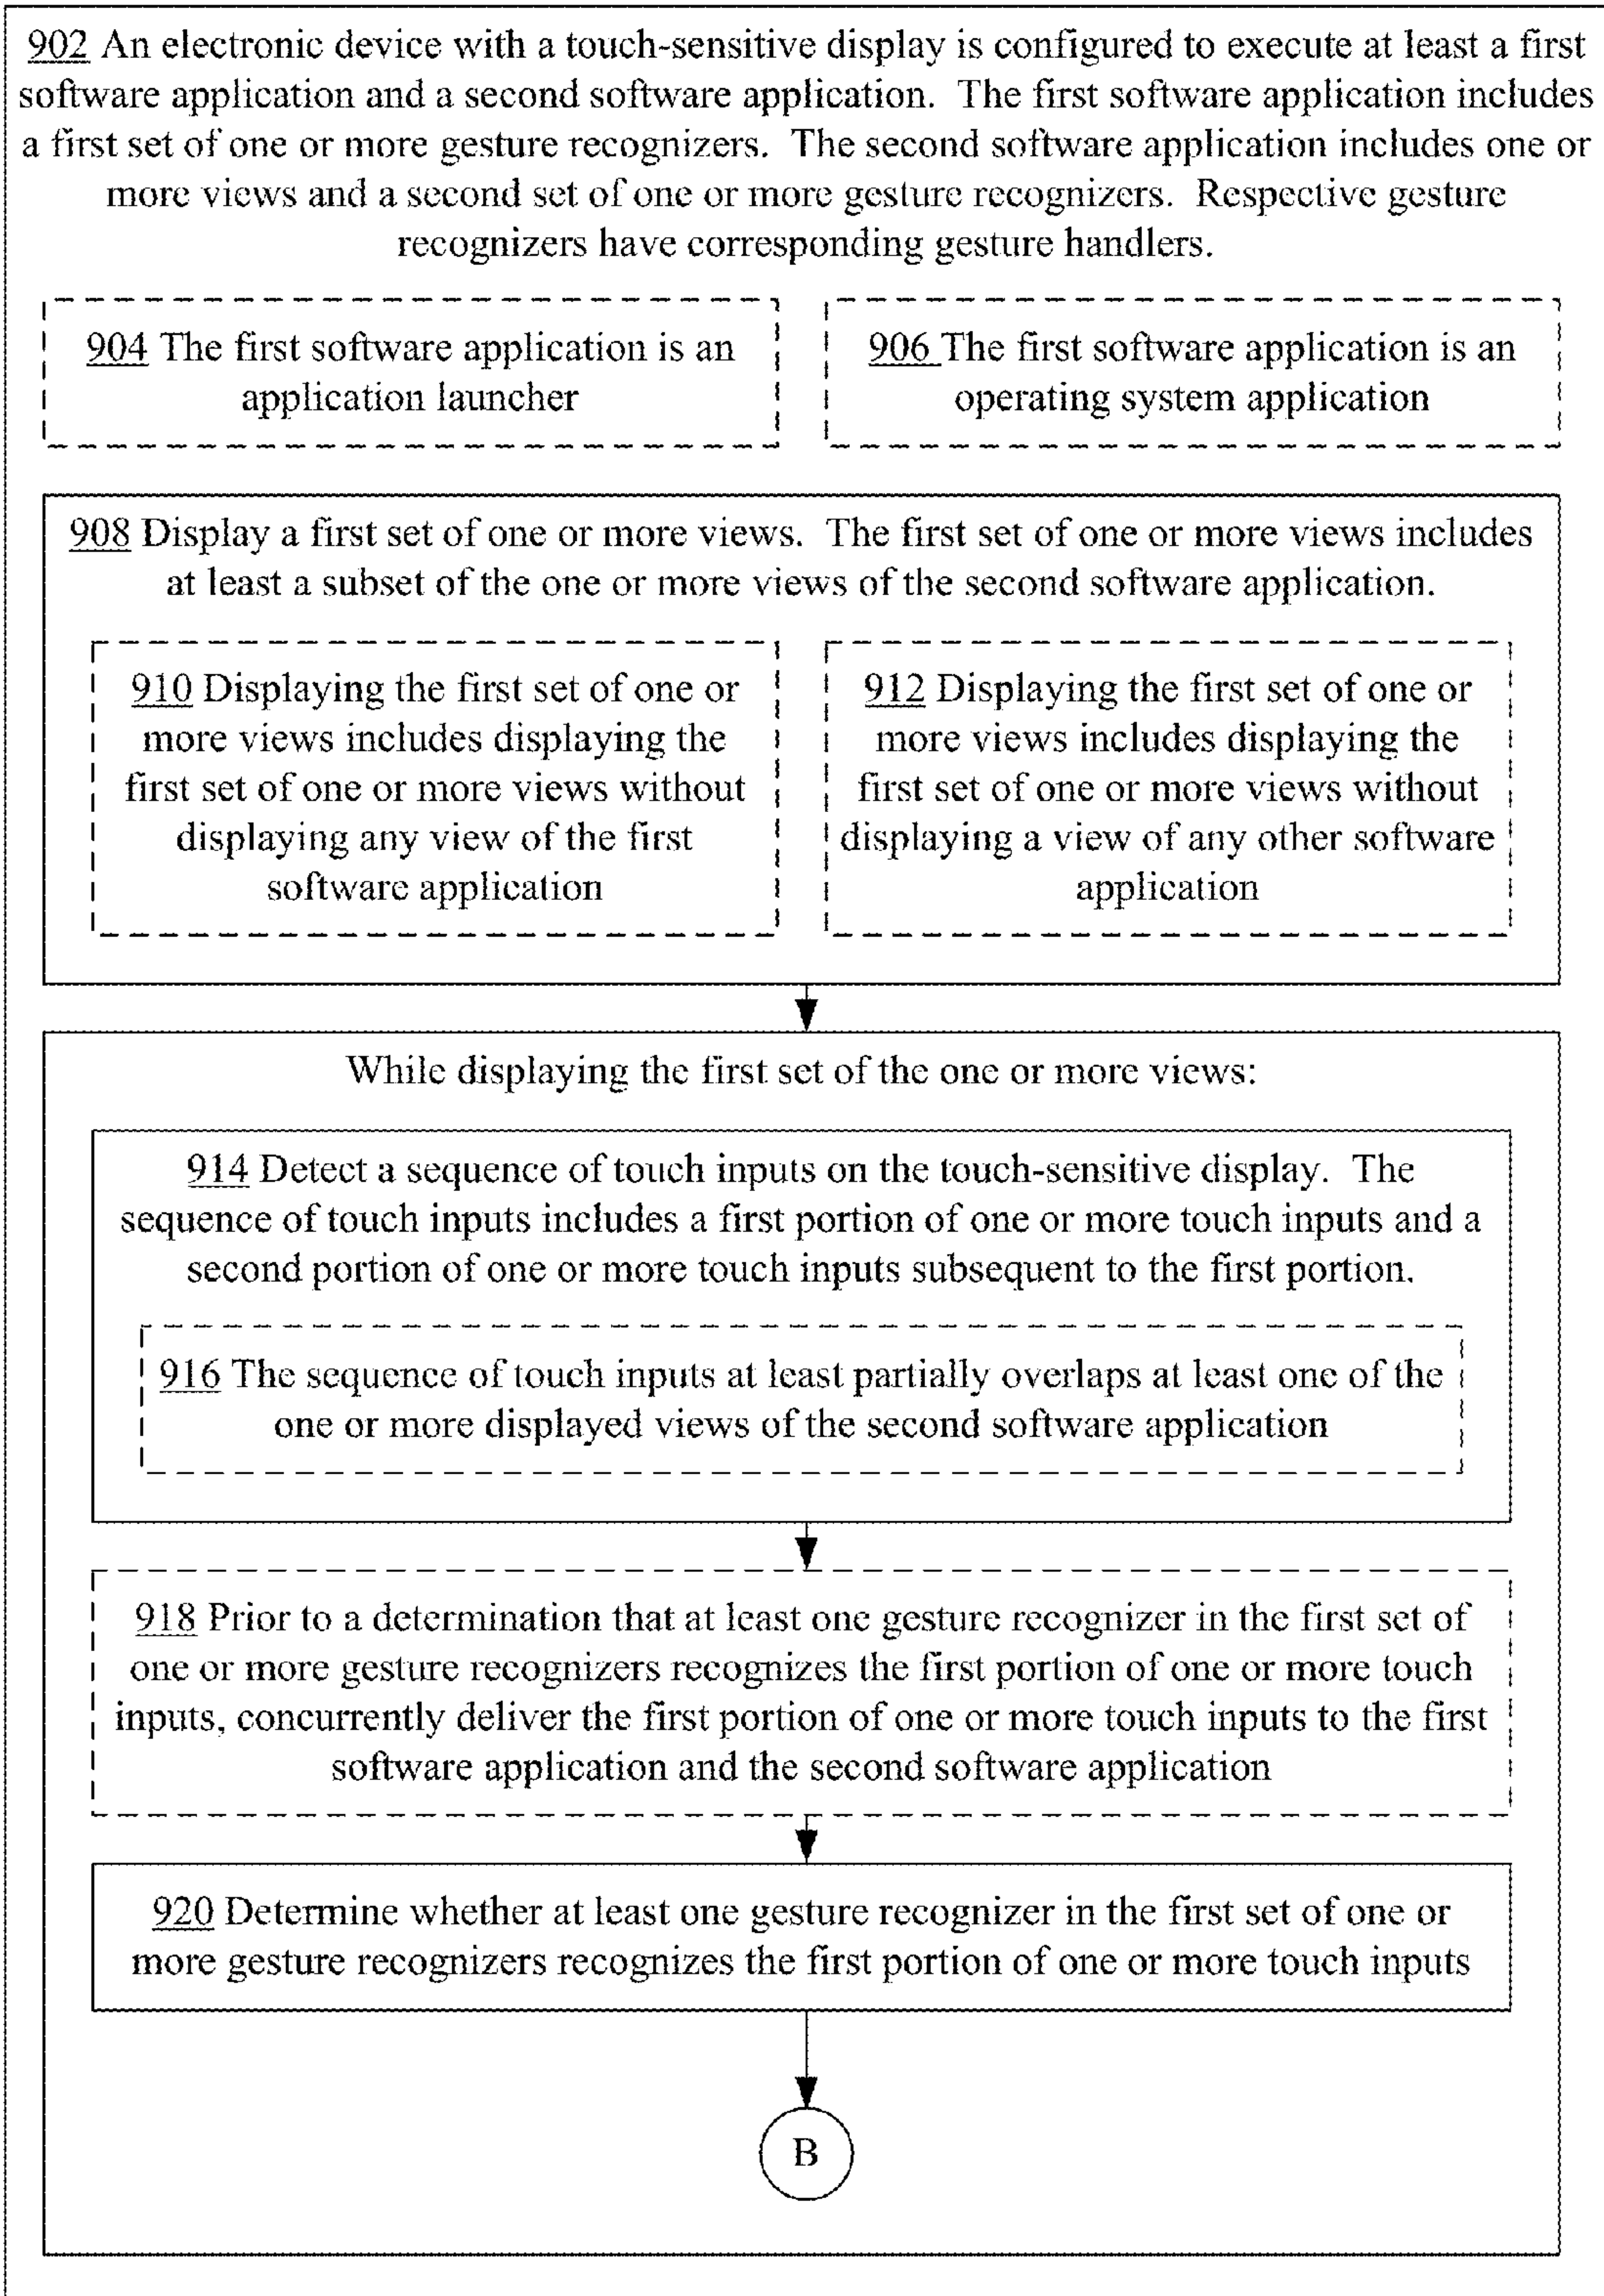 902 An electronic device with a touch-sensitive display is configured to execute at least a first
software application and a second software application. The first software application includes
a first set of one or more gesture recognizers. The second software application includes one or
more views and a second set of one or more gesture recognizers. Respective gesture
recognizers have corresponding gesture handlers.
904 The first software application is an
application launcher
906 The first software application is an
operating system application
908 Display a first set of one or more views. The first set of one or more views includes
at least a subset of the one or more views of the second software application.
910 Displaying the first set of one or
more views includes displaying the
first set of one or more views without
displaying any view of the first
software application
912 Displaying the first set of one or
more views includes displaying the
first set of one or more views without
displaying a view of any other software
application
While displaying the first set of the one or more views:
914 Detect a sequence of touch inputs on the touch-sensitive display. The
sequence of touch inputs includes a first portion of one or more touch inputs and a
second portion of one or more touch inputs subsequent to the first portion.
916 The sequence of touch inputs at least partially overlaps at least one of the
one or more displayed views of the second software application
918 Prior to a determination that at least one gesture recognizer in the first set of
one or more gesture recognizers recognizes the first portion of one or more touch
inputs, concurrently deliver the first portion of one or more touch inputs to the first
software application and the second software application
920 Determine whether at least one gesture recognizer in the first set of one or
more gesture recognizers recognizes the first portion of one or more touch inputs
B